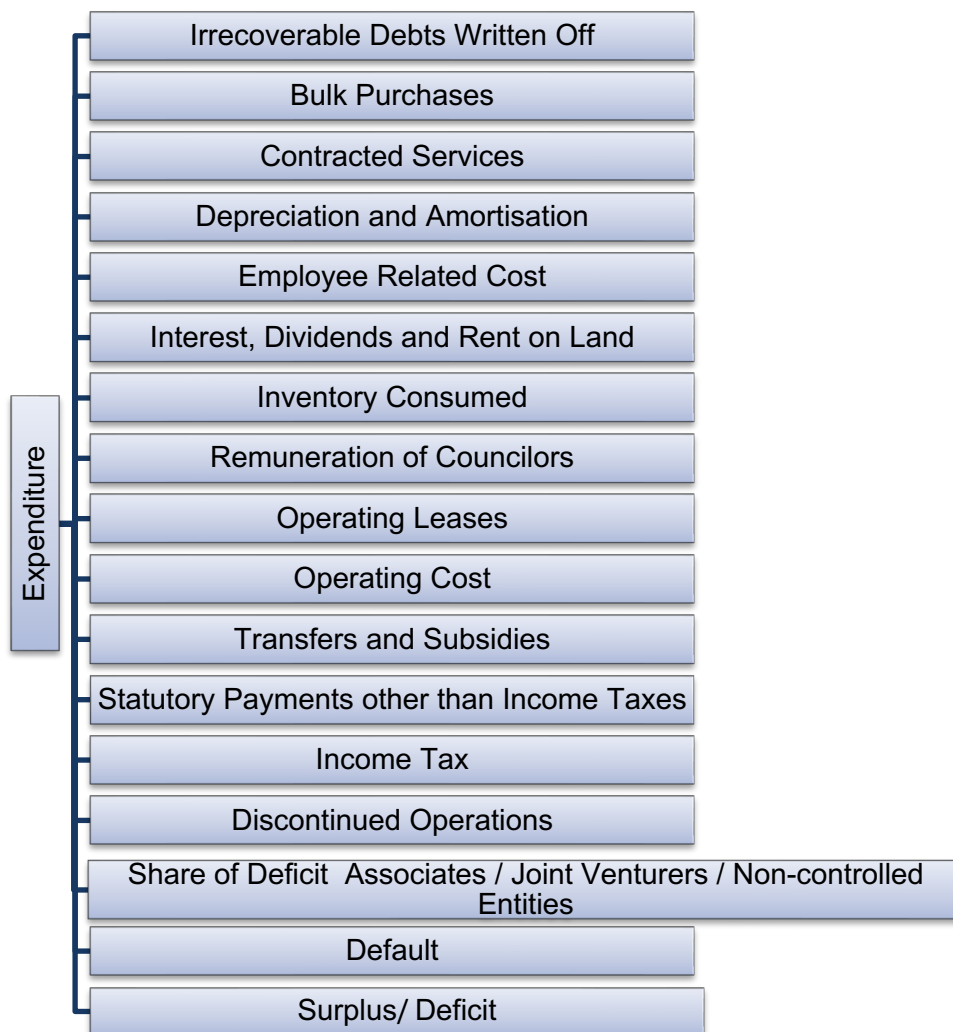 Expenditure
Irrecoverable Debts Written Off
Bulk Purchases
Contracted Services
Depreciation and Amortisation
Employee Related Cost
Interest, Dividends and Rent on Land
Inventory Consumed
Remuneration of Councilors
Operating Leases
Operating Cost
Transfers and Subsidies
Statutory Payments other than Income Taxes
Income Tax
Discontinued Operations
Share of Deficit  Associates / Joint Venturers / Non-controlled
Entities
Default
Surplus/ Deficit